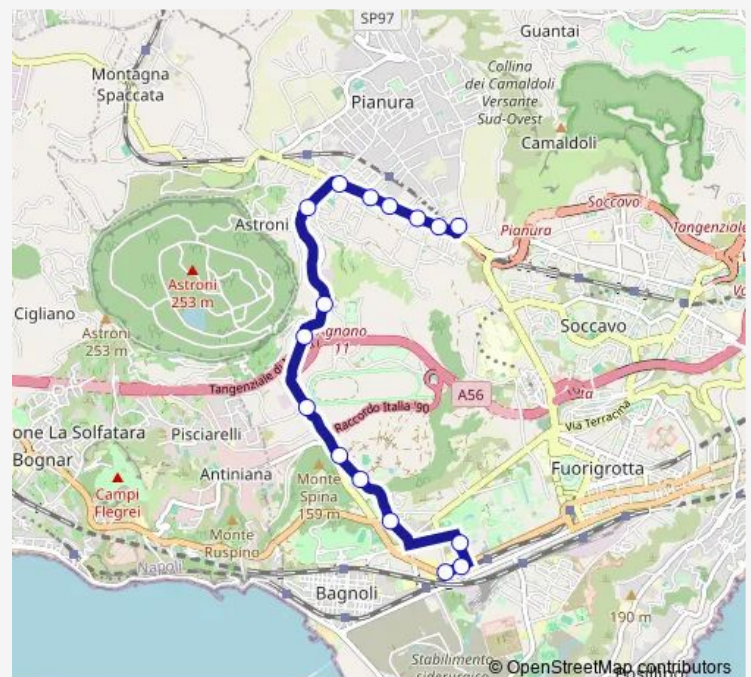 SP97
Guantai
Montagna
Spaccata
Collina
dei Camaldoli
Versante
Sud-Ovest
Pianura
Camaldoli
Soccavo
Astroni
Pianura
Tangenziale
Astroni
253 m
Cigliano
Astroni
253 m
Soccavo
gnano
11
Tangenziale di
A56
Raccordo Italia '90
Via Terracina
one La Solfatara
Bognar
Pisciarelli
Antiniana
Fuorigrotta
Campi
Flegrei
Monte
Spina
159 m
Monte
Ruspino
Napoli
Bagnoli
190 m
Stabilimento
siderurgico
© OpenStreetMap contributors